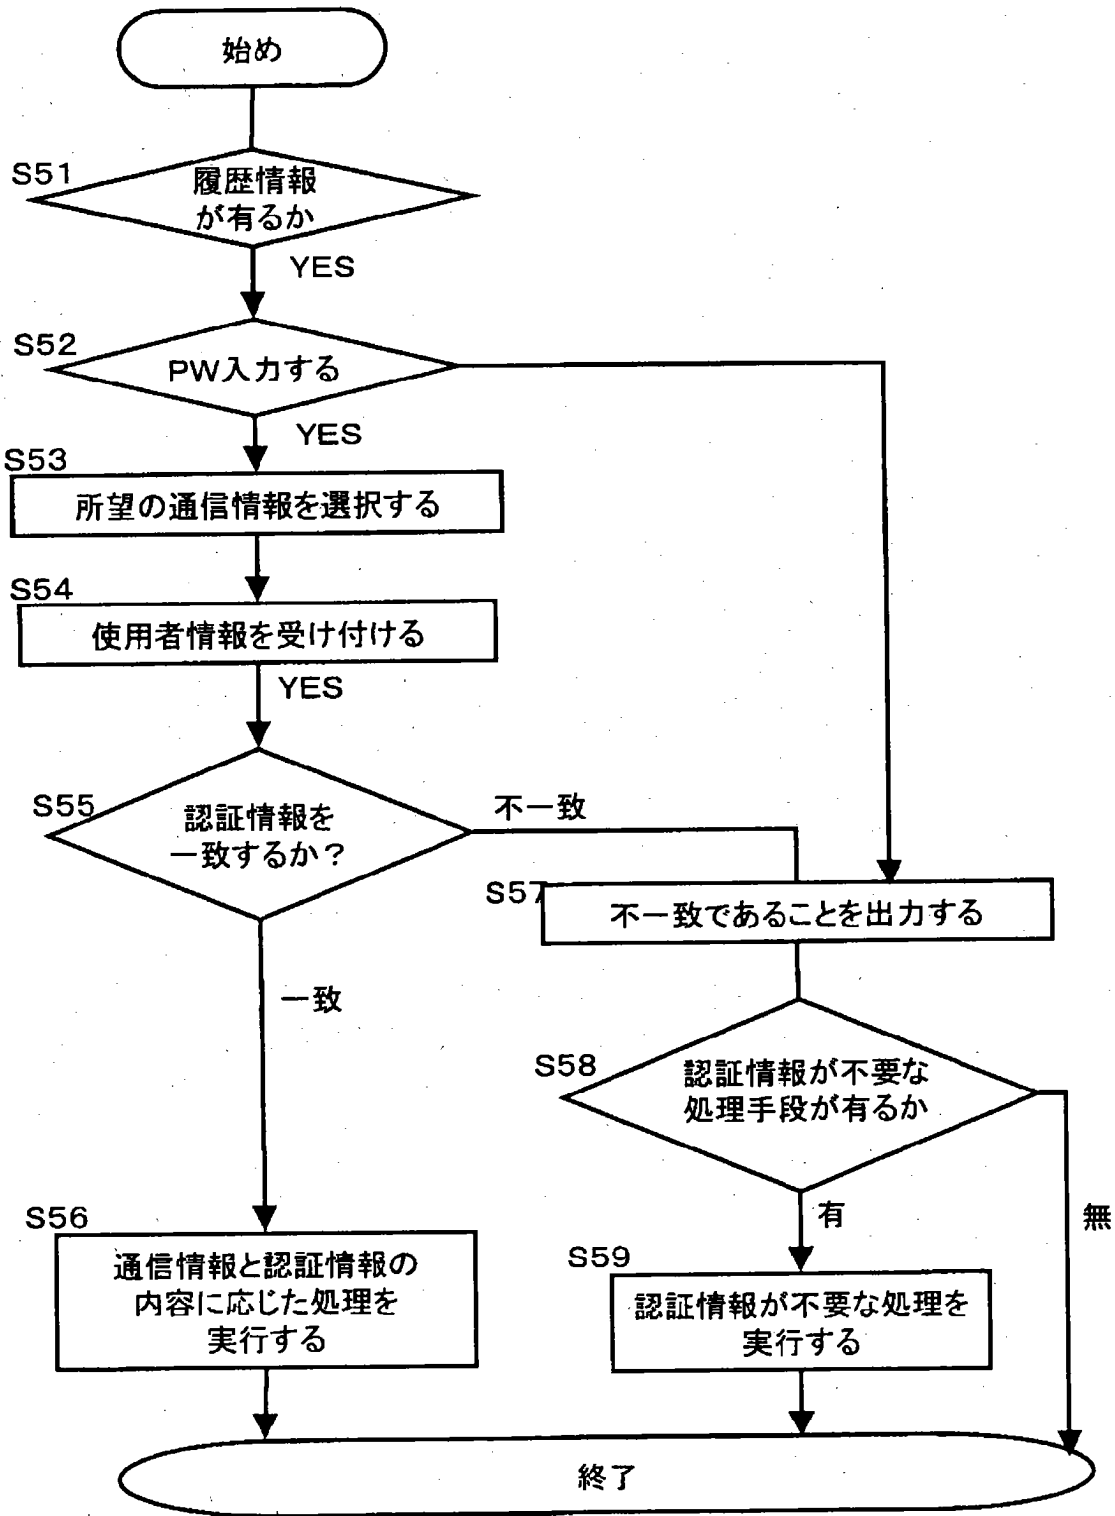 始め
S51
履歴情報
が有るか
YES
S52
PW入力する
YES
S53
所望の通信情報を選択する
S54
使用者情報を受け付ける
YES
S55
認証情報を
一致するか？
不一致
S57
不一致であることを出力する
一致
S58
認証情報が不要な
処理手段が有るか
有
無
S56
通信情報と認証情報の
内容に応じた処理を
実行する
S59
認証情報が不要な処理を
実行する
終了